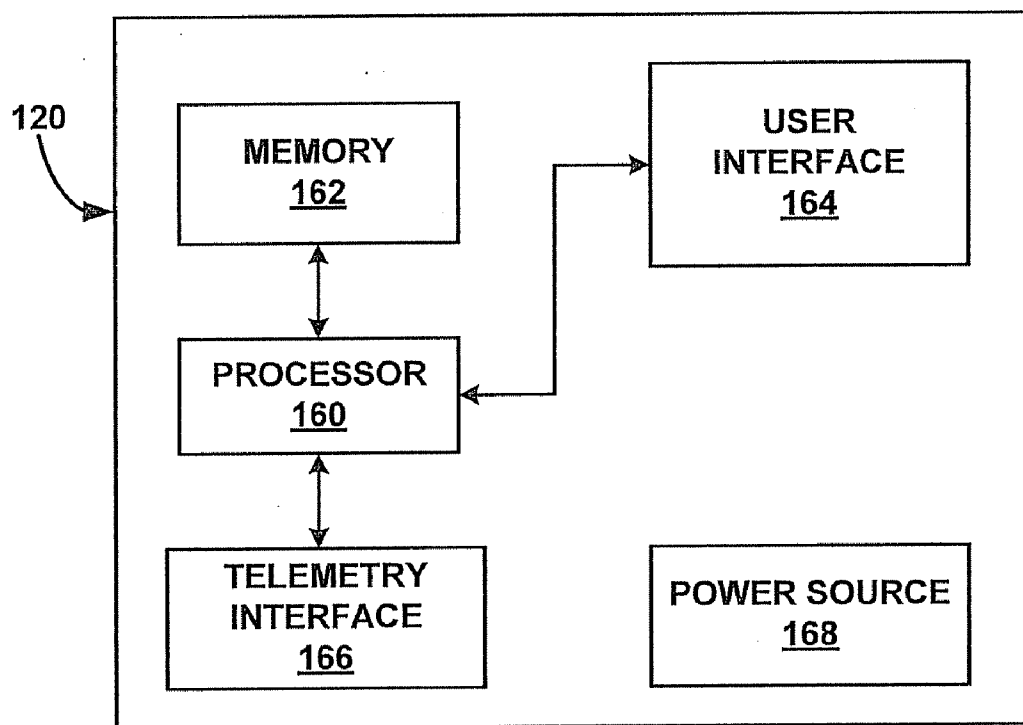 120
MEMORY
162
USER
INTERFACE
164
PROCESSOR
160
TELEMETRY
INTERFACE
166
POWER SOURCE
168